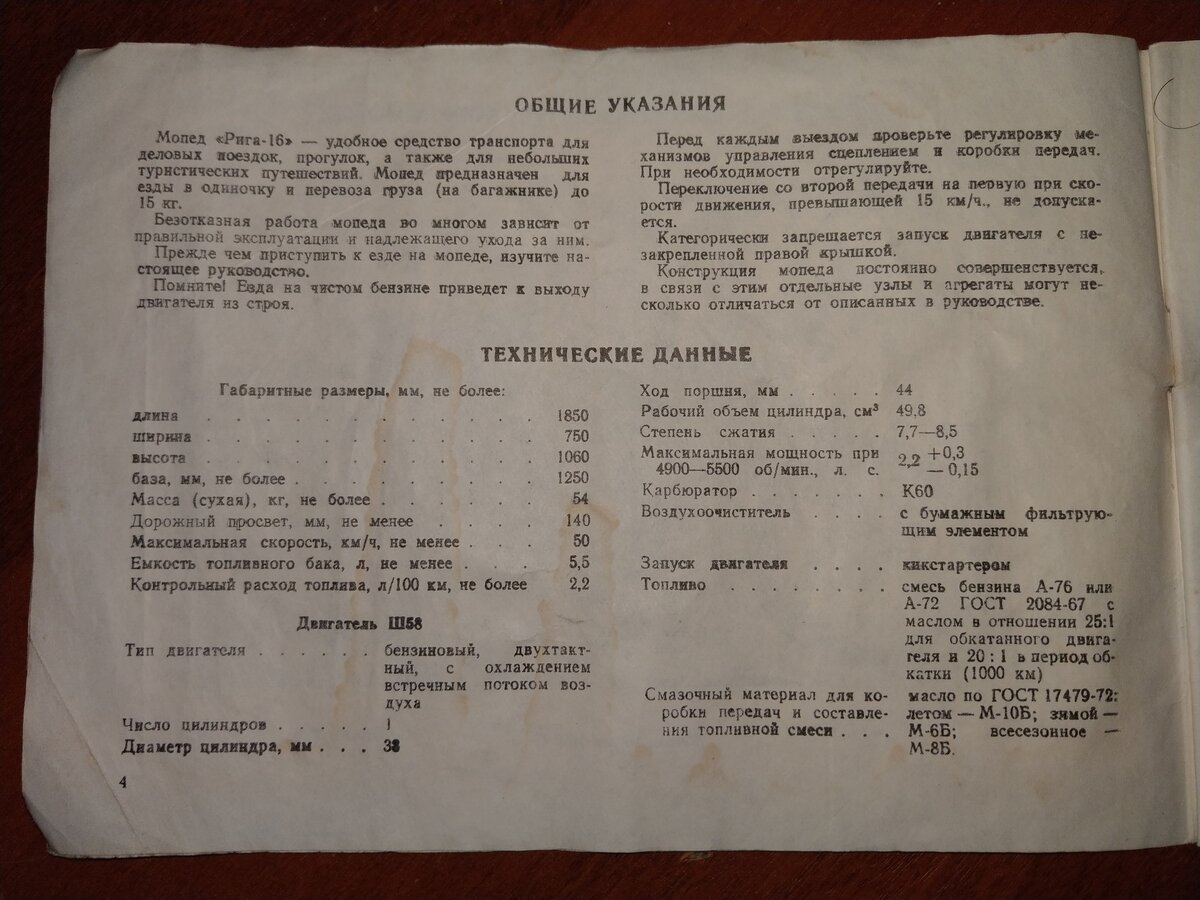 ОБЩИЕ УКАЗАНИЯ
Мопед «Рига-16» — удобное средство транспорта для
деловых поездок, прогулок, а также для небольших
туристических путешествий. Мопед предназначен для
езды в одиночку и перевоза груза (на багажнике) до
15 кг.
Безотказная работа мопеда во многом зависит от
правильной эксплуатации и надлежащего ухода за ним.
Прежде чем приступить к езде на мопеде, изучите на-
стоящее руководство.
Помните! Езда на чистом бензине приведет к выходу
двигателя из строя.
Перед каждым выездом проверьте регулировку ме-
ханизмов управления сцеплением и коробки передач.
При необходимости отрегулируйте.
Переключение со второй передачи на первую при ско-
рости движения, превышающей 15 км/ч., не допуска-
ется.
Категорически запрещается запуск двигателя с не-
закрепленной правой крышкой.
Конструкция мопеда постоянно совершенствуется,
в связи с этим отдельные узлы и агрегаты могут не-
сколько отличаться от описанных в руководстве.
ТЕХНИЧЕСКИЕ ДАННЫЕ
Габаритные размеры, мм, не более:
длина . . . . . . . . . . . . 1850
ширина . . . . . . . . . . . . 750
высота . . . . . . . . . . . . 1060
база, мм, не более . . . . . . . . 1250
Масса (сухая), кг, не более . . . . . . 54
Дорожный просвет, мм, не менее . . . . 140
Максимальная скорость, км/ч, не менее . . . 50
Емкость топливного бака, л, не менее . . . 5,5
Контрольный расход топлива, л/100 км, не более 2,2
Двигатель Ш58
Тип двигателя . . . . . . бензиновый, двухтакт-
ный, с охлаждением
встречным потоком воз-
духа
Число цилиндров . . . . . 1
Диаметр цилиндра, мм . . . 38
Ход поршня, мм . . . . . 44
Рабочий объем цилиндра, см³ 49,8
Степень сжатия . . . . . 7,7—8,5
Максимальная мощность при 2,2 +0,3
4900—5500 об/мин., л. с. — 0,15
Карбюратор . . . . . . . К60
Воздухоочиститель . . . . с бумажным фильтрую-
щим элементом
Запуск двигателя . . . . кикстартером
Топливо . . . . . . . . смесь бензина А-76 или
А-72 ГОСТ 2084-67 с
маслом в отношении 25:1
для обкатанного двига-
теля и 20 : 1 в период об-
катки (1000 км)
Смазочный материал для ко- масло по ГОСТ 17479-72:
робки передач и составле- летом — М-10Б; зимой —
ния топливной смеси . . . М-6Б; всесезонное —
М-8Б.
4